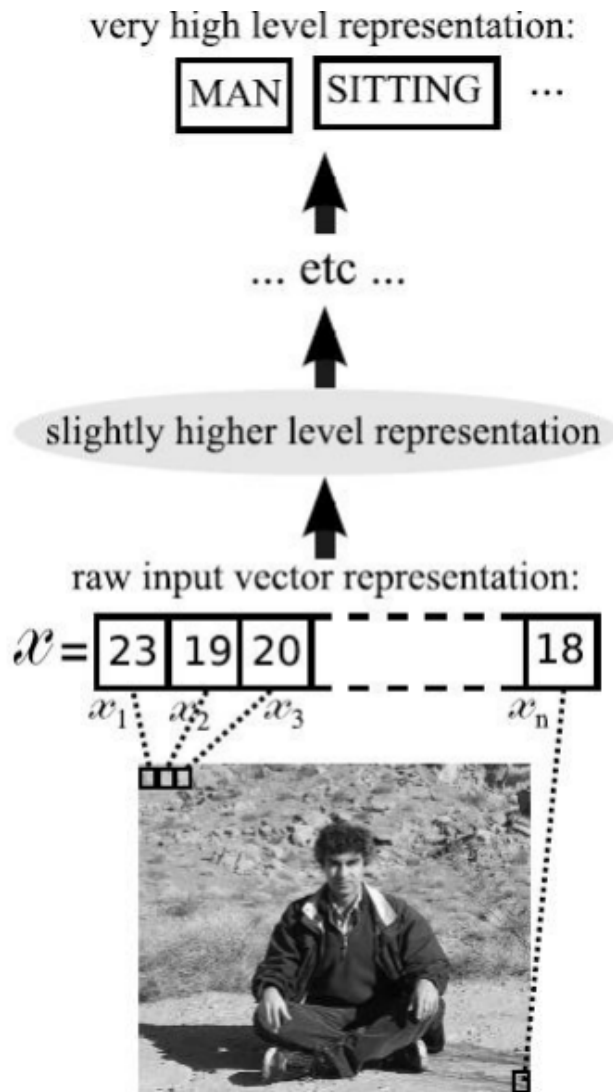 very high level representation:
MAN SITTING ...
... etc ...
slightly higher level representation
raw input vector representation:
x = 23 19 20 18
x₁ x₂ x₃ xₙ